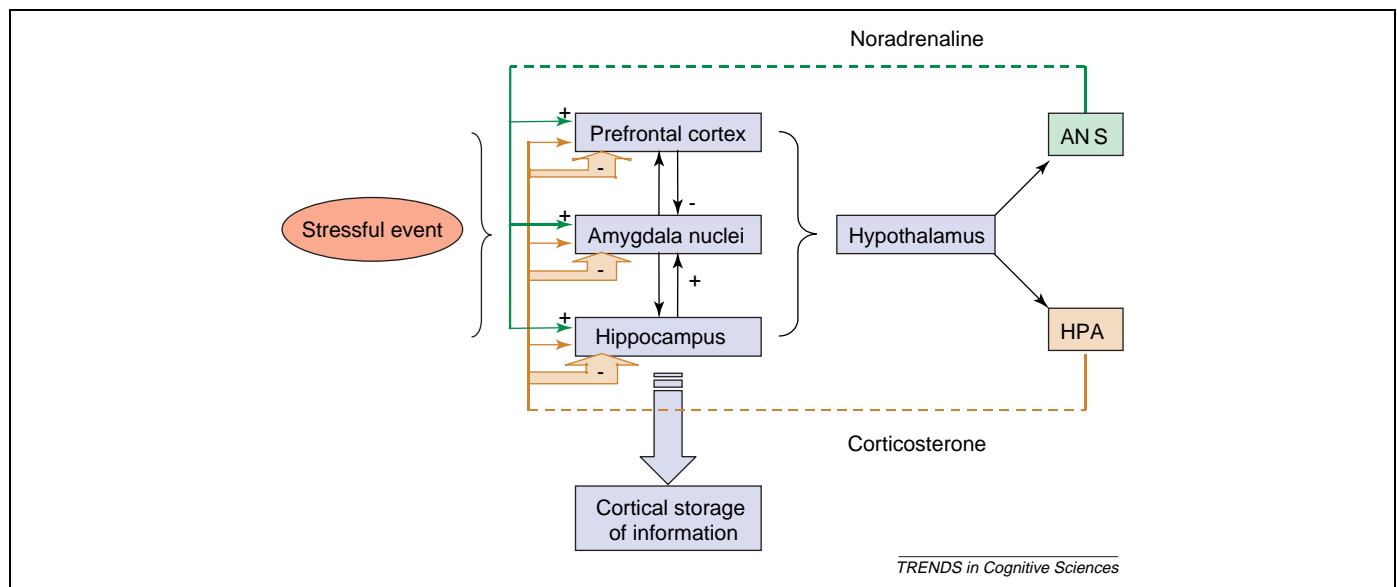 Noradrenaline
+
Prefrontal cortex
-
AN S
-
+
Stressful event
Amygdala nuclei
Hypothalamus
-
+
+
Hippocampus
HPA
-
Corticosterone
Cortical storage
of information
TRENDS in Cognitive Sciences